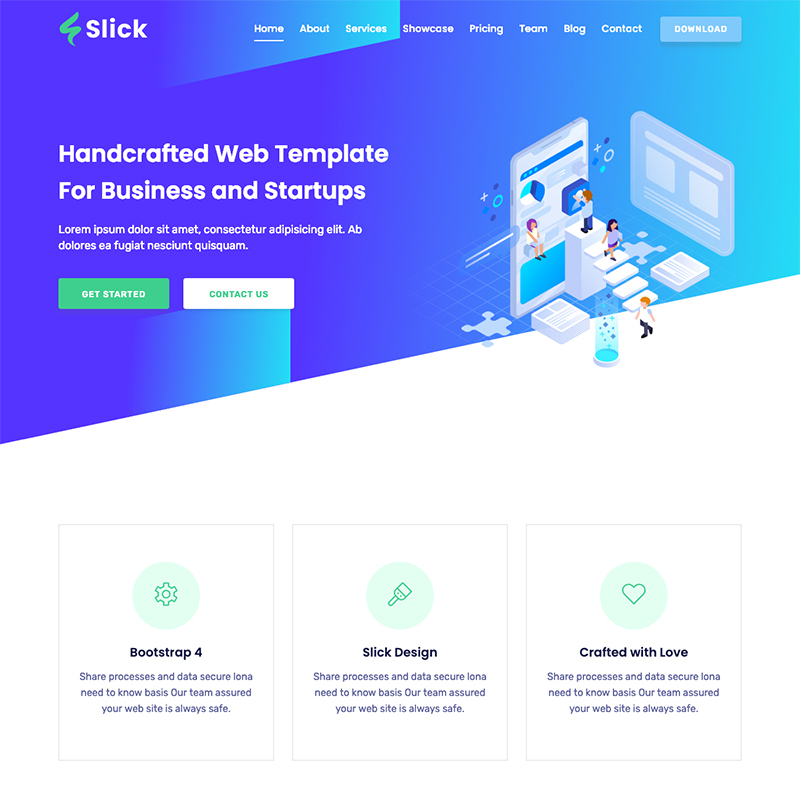 Slick
Home About Services Showcase Pricing Team Blog Contact DOWNLOAD
Handcrafted Web Template
For Business and Startups
Lorem ipsum dolor sit amet, consectetur adipisicing elit. Ab
dolores ea fugiat nesciunt quisquam.
GET STARTED CONTACT US
Bootstrap 4
Share processes and data secure lona
need to know basis Our team assured
your web site is always safe.
Slick Design
Share processes and data secure lona
need to know basis Our team assured
your web site is always safe.
Crafted with Love
Share processes and data secure lona
need to know basis Our team assured
your web site is always safe.